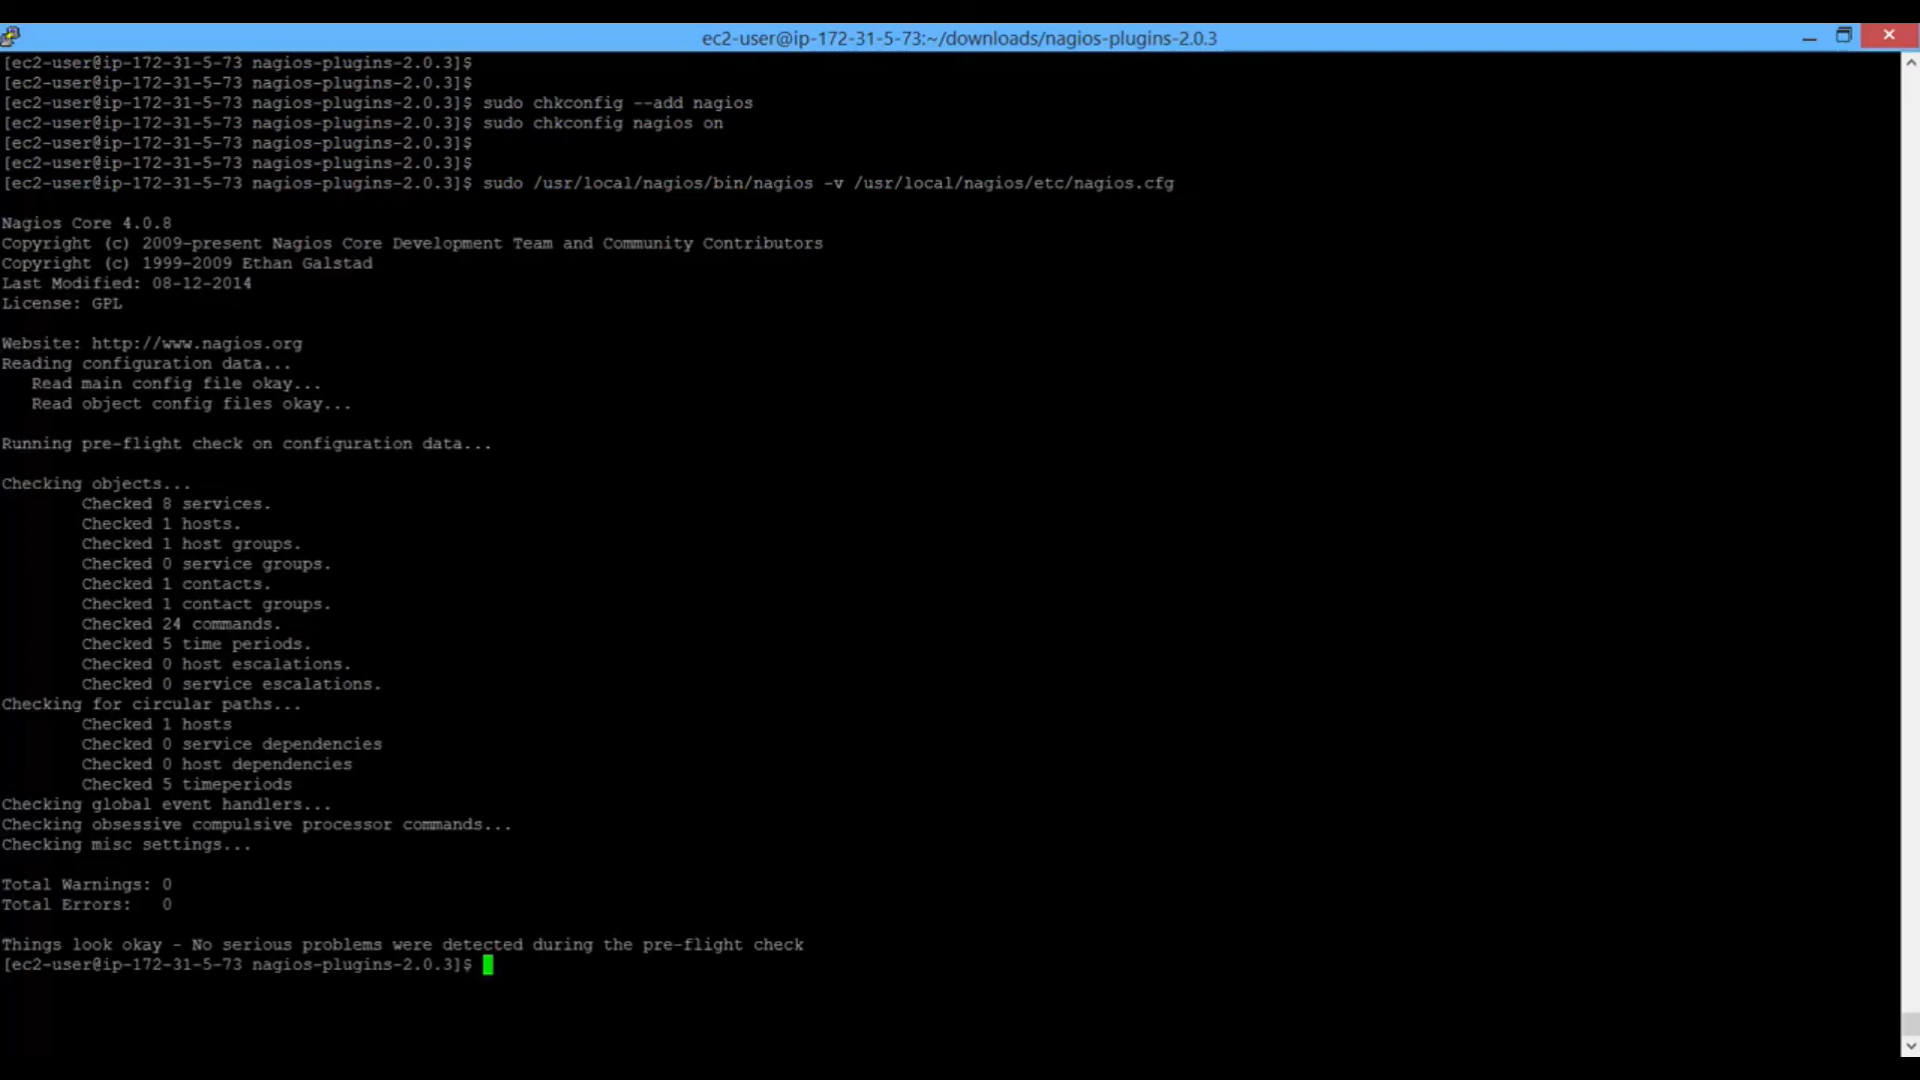 ec2-user@ip-172-31-5-73:~/downloads/nagios-plugins-2.0.3
[ec2-user@ip-172-31-5-73 nagios-plugins-2.0.3]$
[ec2-user@ip-172-31-5-73 nagios-plugins-2.0.3]$
[ec2-user@ip-172-31-5-73 nagios-plugins-2.0.3]$ sudo chkconfig --add nagios
[ec2-user@ip-172-31-5-73 nagios-plugins-2.0.3]$ sudo chkconfig nagios on
[ec2-user@ip-172-31-5-73 nagios-plugins-2.0.3]$
[ec2-user@ip-172-31-5-73 nagios-plugins-2.0.3]$
[ec2-user@ip-172-31-5-73 nagios-plugins-2.0.3]$ sudo /usr/local/nagios/bin/nagios -v /usr/local/nagios/etc/nagios.cfg
Nagios Core 4.0.8
Copyright (c) 2009-present Nagios Core Development Team and Community Contributors
Copyright (c) 1999-2009 Ethan Galstad
Last Modified: 08-12-2014
License: GPL
Website: http://www.nagios.org
Reading configuration data...
Read main config file okay...
Read object config files okay...
Running pre-flight check on configuration data...
Checking objects...
Checked 8 services.
Checked 1 hosts.
Checked 1 host groups.
Checked 0 service groups.
Checked 1 contacts.
Checked 1 contact groups.
Checked 24 commands.
Checked 5 time periods.
Checked 0 host escalations.
Checked 0 service escalations.
Checking for circular paths...
Checked 1 hosts
Checked 0 service dependencies
Checked 0 host dependencies
Checked 5 timeperiods
Checking global event handlers...
Checking obsessive compulsive processor commands...
Checking misc settings...
Total Warnings: 0
Total Errors:   0
Things look okay - No serious problems were detected during the pre-flight check
[ec2-user@ip-172-31-5-73 nagios-plugins-2.0.3]$